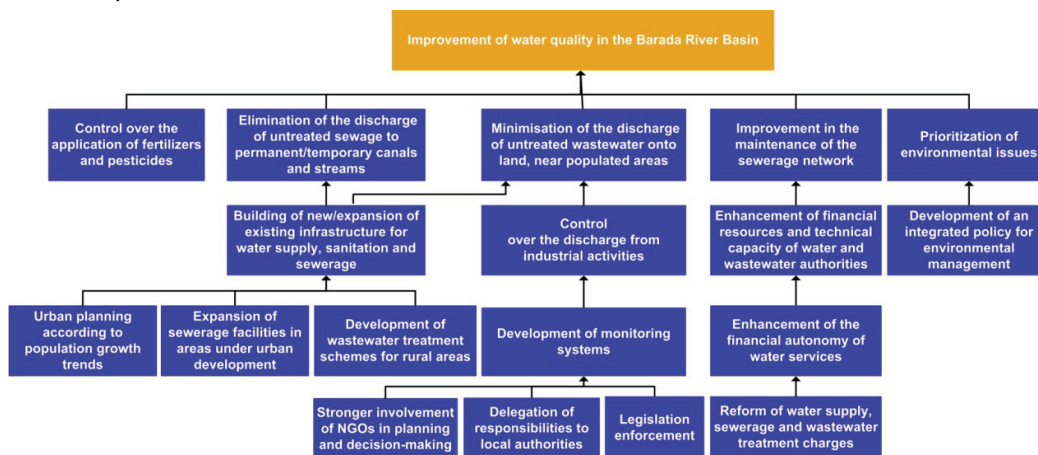 Improvement of water quality in the Barada River Basin
Control over the
application of fertilizers
and pesticides
Elimination of the discharge
of untreated sewage to
permanent/temporary canals
and streams
Minimisation of the discharge
of untreated wastewater onto
land, near populated areas
Improvement in the
maintenance of the
sewerage network
Prioritization of
environmental issues
Building of new/expansion of
existing infrastructure for
water supply, sanitation and
sewerage
Control
over the discharge from
industrial activities
Enhancement of financial
resources and technical
capacity of water and
wastewater authorities
Development of an
integrated policy for
environmental
management
Urban planning
according to
population growth
trends
Expansion of
sewerage facilities in
areas under urban
development
Development of
wastewater treatment
schemes for rural areas
Development of monitoring
systems
Enhancement of the
financial autonomy of
water services
Stronger involvement
of NGOs in planning
and decision-making
Delegation of
responsibilities to
local authorities
Legislation
enforcement
Reform of water supply,
sewerage and wastewater
treatment charges